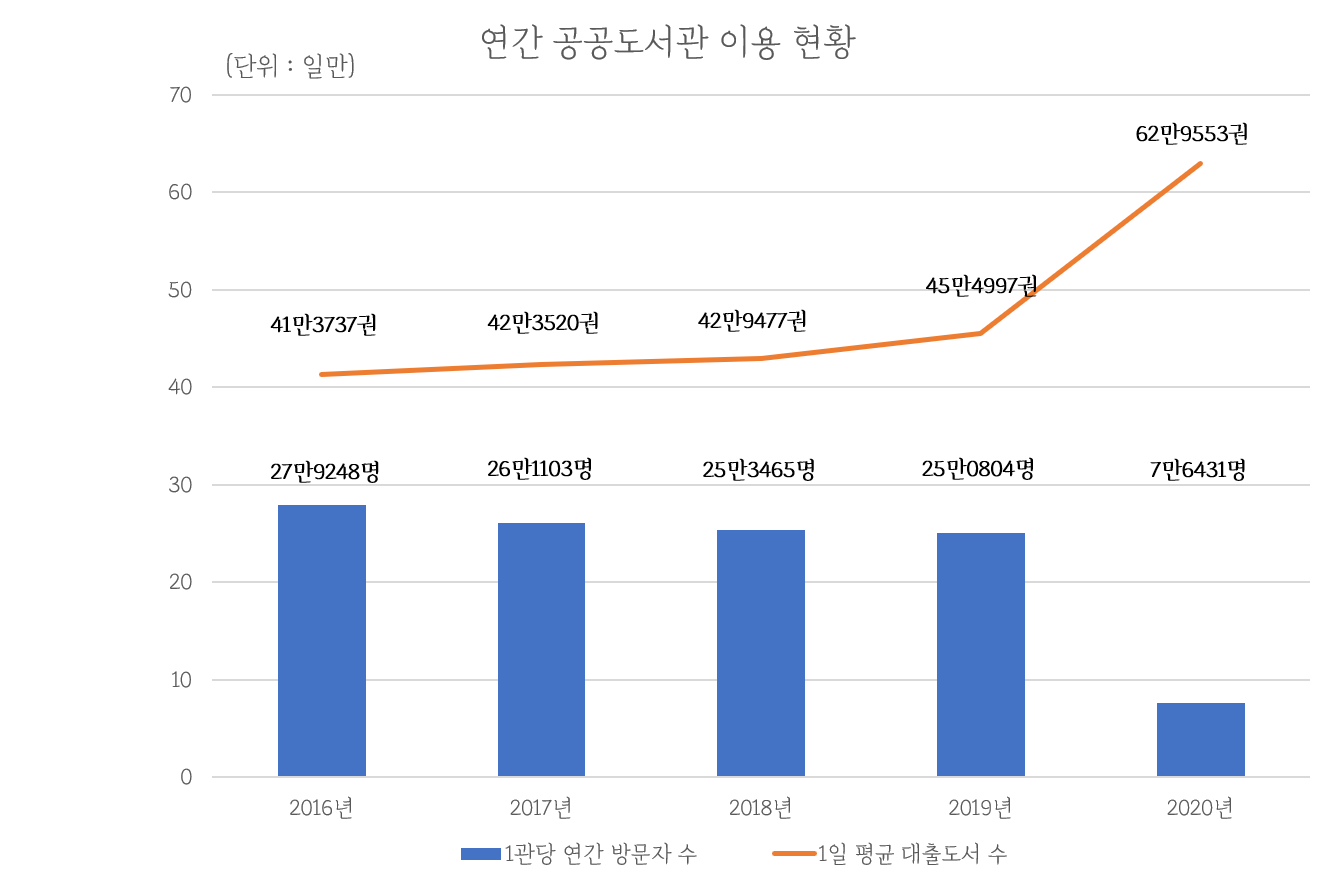 연간 공공도서관 이용 현황
(단위 : 일만)
70
60
50
40
30
20
10
0
41만3737권
42만3520권
42만9477권
45만4997권
62만9553권
27만9248명
26만1103명
25만3465명
25만0804명
7만6431명
2016년
2017년
2018년
2019년
2020년
1관당 연간 방문자 수
1일 평균 대출도서 수